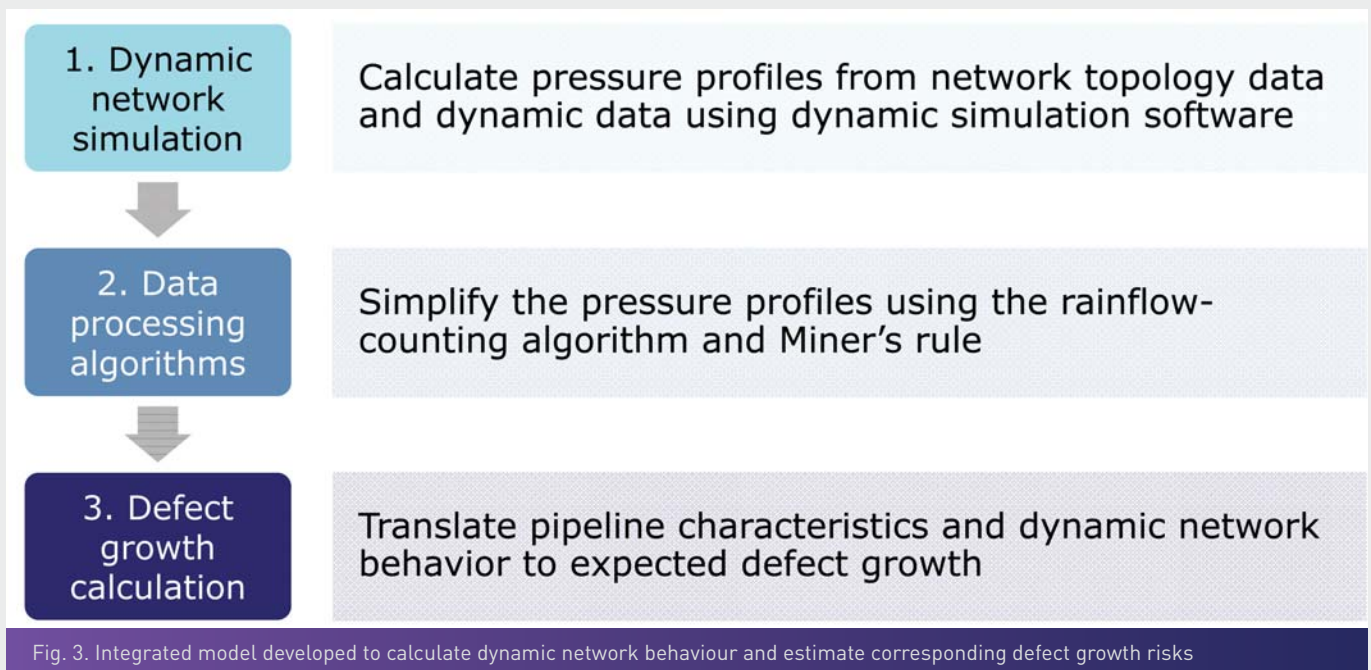 1. Dynamic
network
simulation
Calculate pressure profiles from network topology data
and dynamic data using dynamic simulation software
2. Data
processing
algorithms
Simplify the pressure profiles using the rainflow-
counting algorithm and Miner's rule
3. Defect
growth
calculation
Translate pipeline characteristics and dynamic network
behavior to expected defect growth
Fig. 3. Integrated model developed to calculate dynamic network behaviour and estimate corresponding defect growth risks